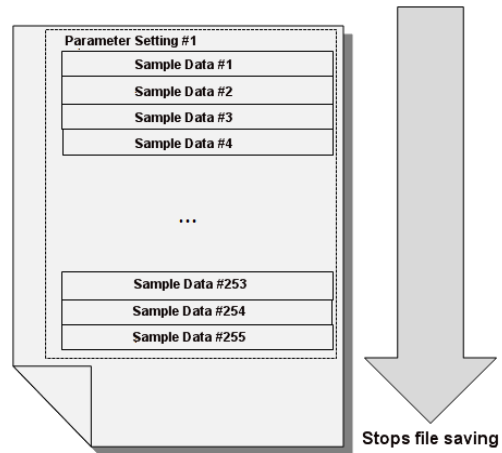 Parameter Setting #1
Sample Data #1
Sample Data #2
Sample Data #3
Sample Data #4
...
Sample Data #253
Sample Data #254
Sample Data #255
Stops file saving